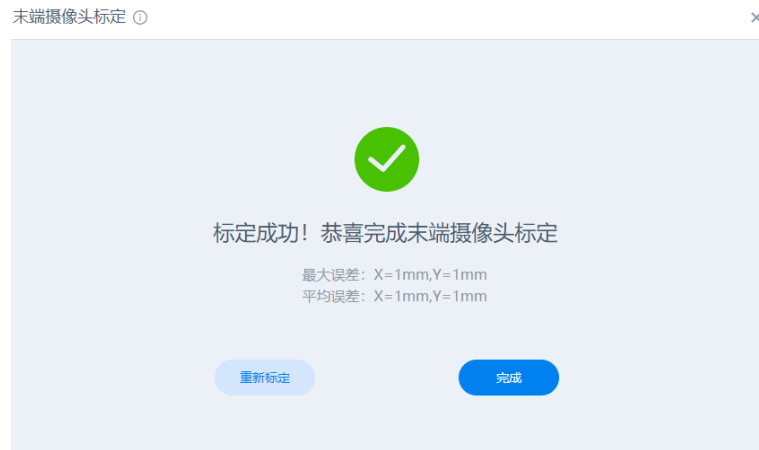 末端摄像头标定
标定成功！恭喜完成末端摄像头标定
最大误差：X=1mm,Y=1mm
平均误差：X=1mm,Y=1mm
重新标定 完成